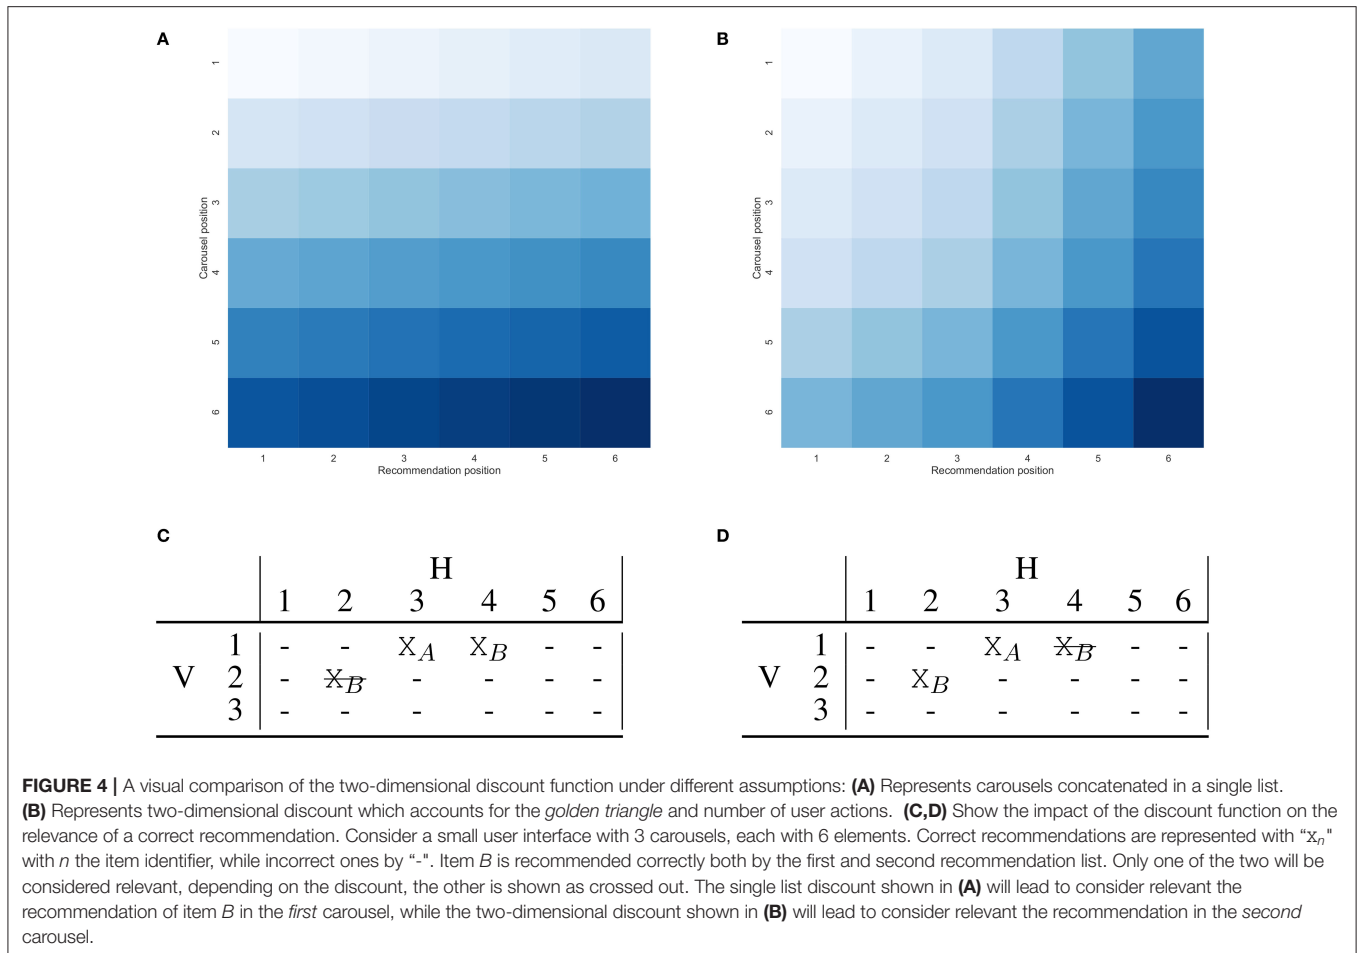 A
B
1
2
3
4
5
6
Carousel position
1 2 3 4 5 6
Recommendation position
1
2
3
4
5
6
Carousel position
1 2 3 4 5 6
Recommendation position
C
H
1 2 3 4 5 6
1 - - X_A X_B - -
V 2 - X_B - - - -
3 - - - - - -
D
H
1 2 3 4 5 6
1 - - X_A X_B - -
V 2 - X_B - - - -
3 - - - - - -
FIGURE 4 | A visual comparison of the two-dimensional discount function under different assumptions: (A) Represents carousels concatenated in a single list.
(B) Represents two-dimensional discount which accounts for the golden triangle and number of user actions. (C,D) Show the impact of the discount function on the
relevance of a correct recommendation. Consider a small user interface with 3 carousels, each with 6 elements. Correct recommendations are represented with “X_n"
with n the item identifier, while incorrect ones by “-". Item B is recommended correctly both by the first and second recommendation list. Only one of the two will be
considered relevant, depending on the discount, the other is shown as crossed out. The single list discount shown in (A) will lead to consider relevant the
recommendation of item B in the first carousel, while the two-dimensional discount shown in (B) will lead to consider relevant the recommendation in the second
carousel.